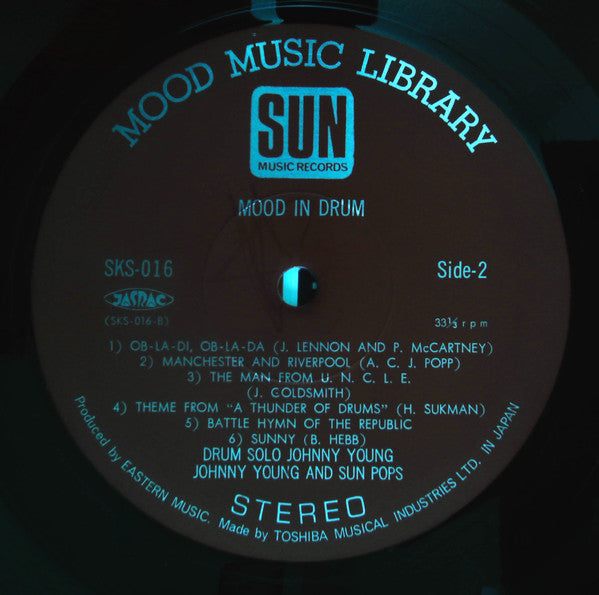 MOOD MUSIC LIBRARY
SUN
MUSIC RECORDS
MOOD IN DRUM
SKS-016
Side-2
JASRAC
(SKS-016-B)
33⅓ r p m
1) OB-LA-DI, OB-LA-DA (J. LENNON AND P. McCARTNEY)
2) MANCHESTER AND RIVERPOOL (A. C. J. POPP)
3) THE MAN FROM U. N. C. L. E.
(J. GOLDSMITH)
4) THEME FROM "A THUNDER OF DRUMS" (H. SUKMAN)
5) BATTLE HYMN OF THE REPUBLIC
6) SUNNY (B. HEBB)
DRUM SOLO JOHNNY YOUNG
JOHNNY YOUNG AND SUN POPS
STEREO
Produced by EASTERN MUSIC. Made by TOSHIBA MUSICAL INDUSTRIES LTD. IN JAPAN